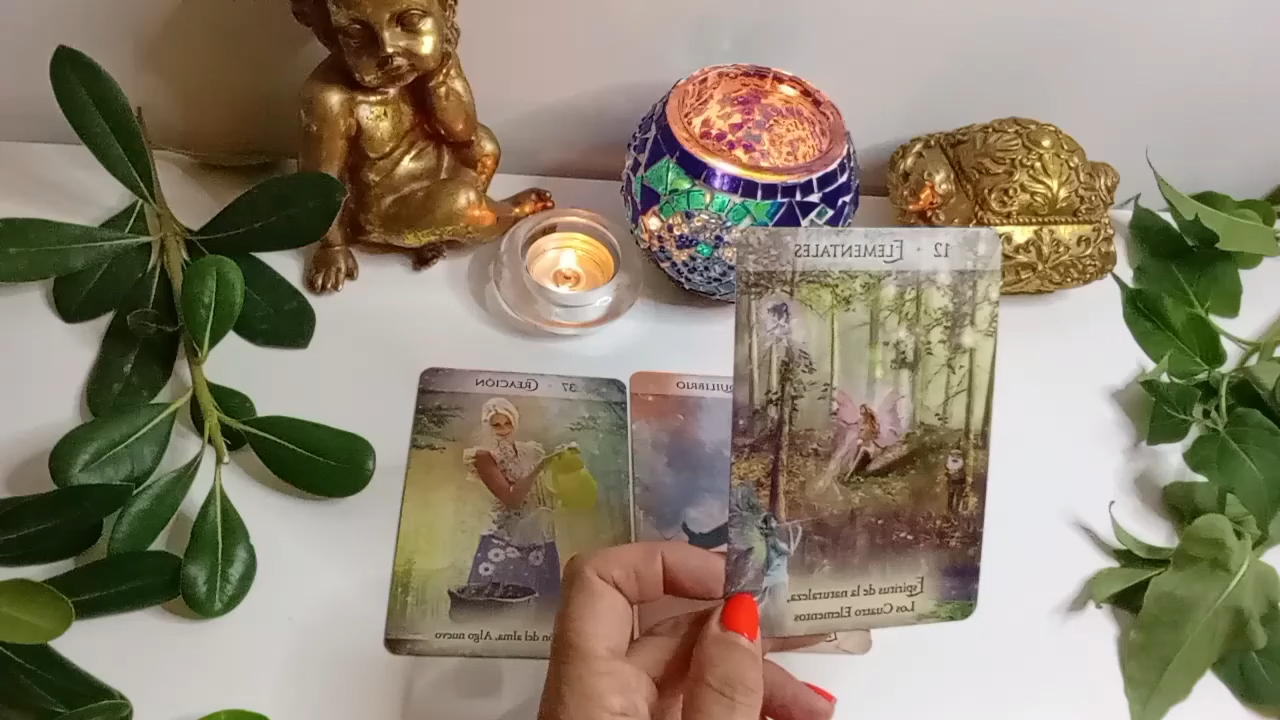 12 · ELEMENTALES
Espíritus de la naturaleza,
Los Cuatro Elementos
37 · CREACIÓN
del alma, Algo nuevo